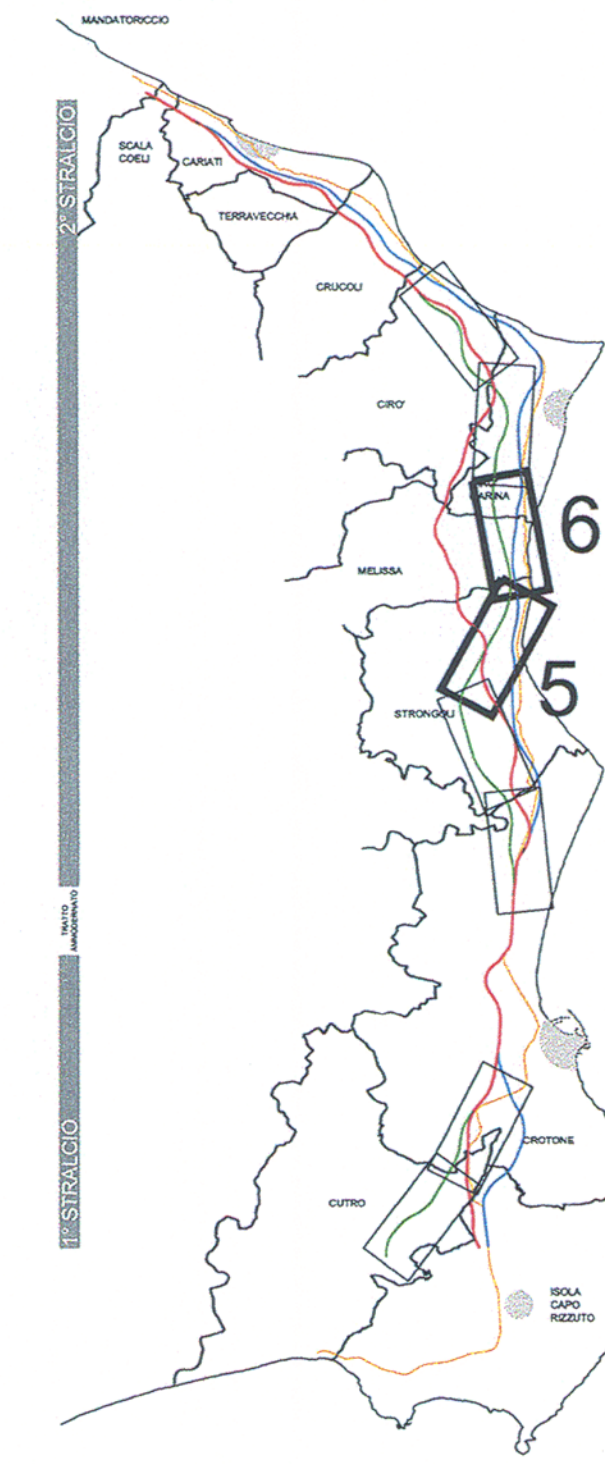 MANDATORICCIO
2° STRALCIO
SCALA
COELI
CARIATI
TERRAVECCHIA
CRUCOLI
CIRO'
ARINA
6
MELISSA
5
STRONGOLI
TRATTO
AMMODERNATO
1° STRALCIO
CROTONE
CUTRO
ISOLA
CAPO
RIZZUTO